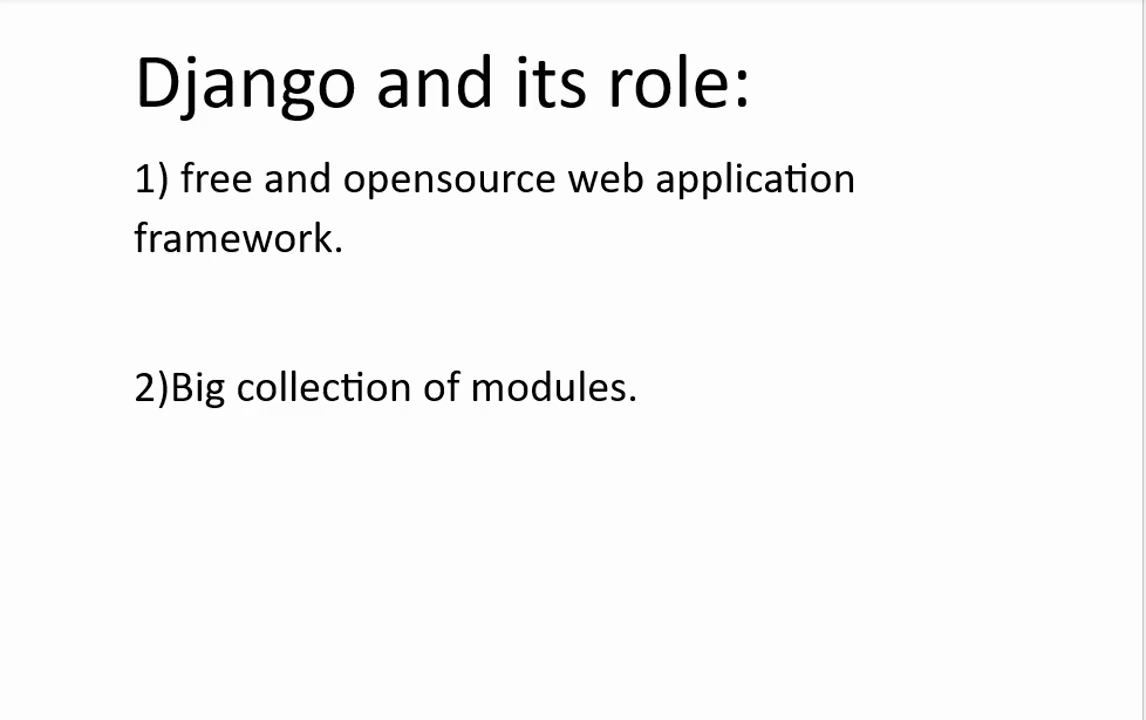 Django and its role:
1) free and opensource web application
framework.
2)Big collection of modules.